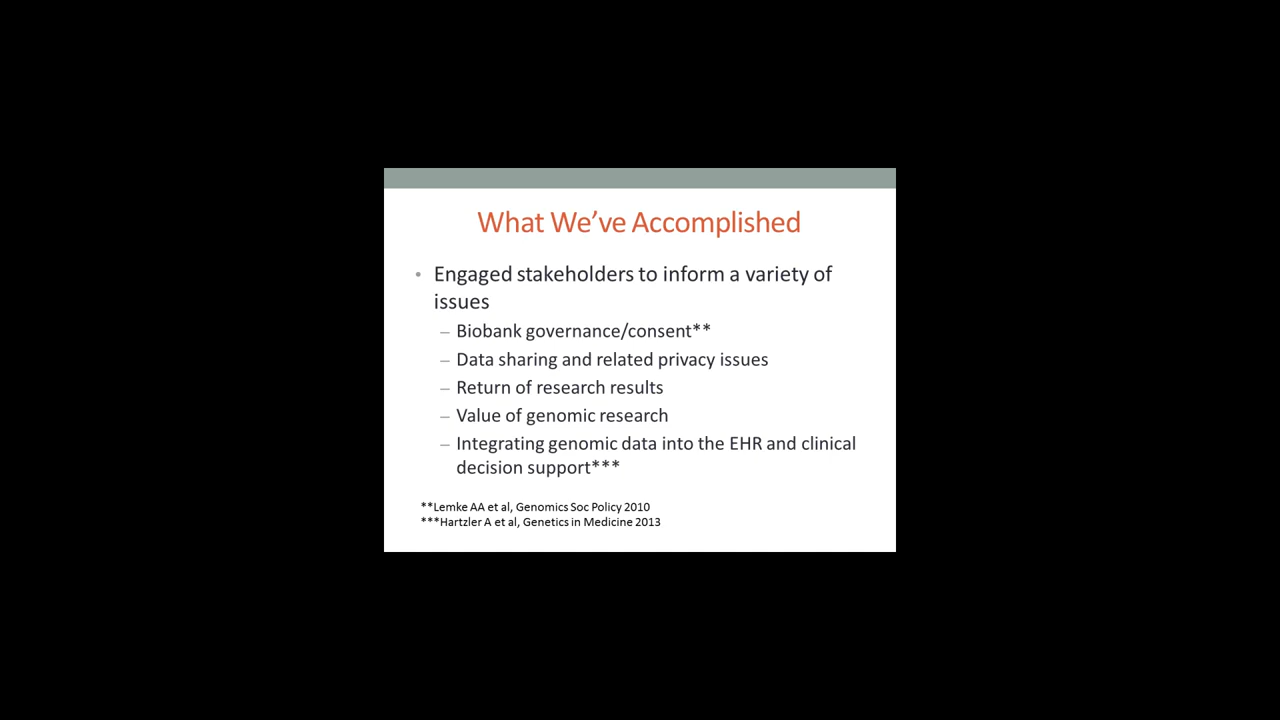 What We’ve Accomplished
• Engaged stakeholders to inform a variety of
issues
– Biobank governance/consent**
– Data sharing and related privacy issues
– Return of research results
– Value of genomic research
– Integrating genomic data into the EHR and clinical
decision support***
**Lemke AA et al, Genomics Soc Policy 2010
***Hartzler A et al, Genetics in Medicine 2013